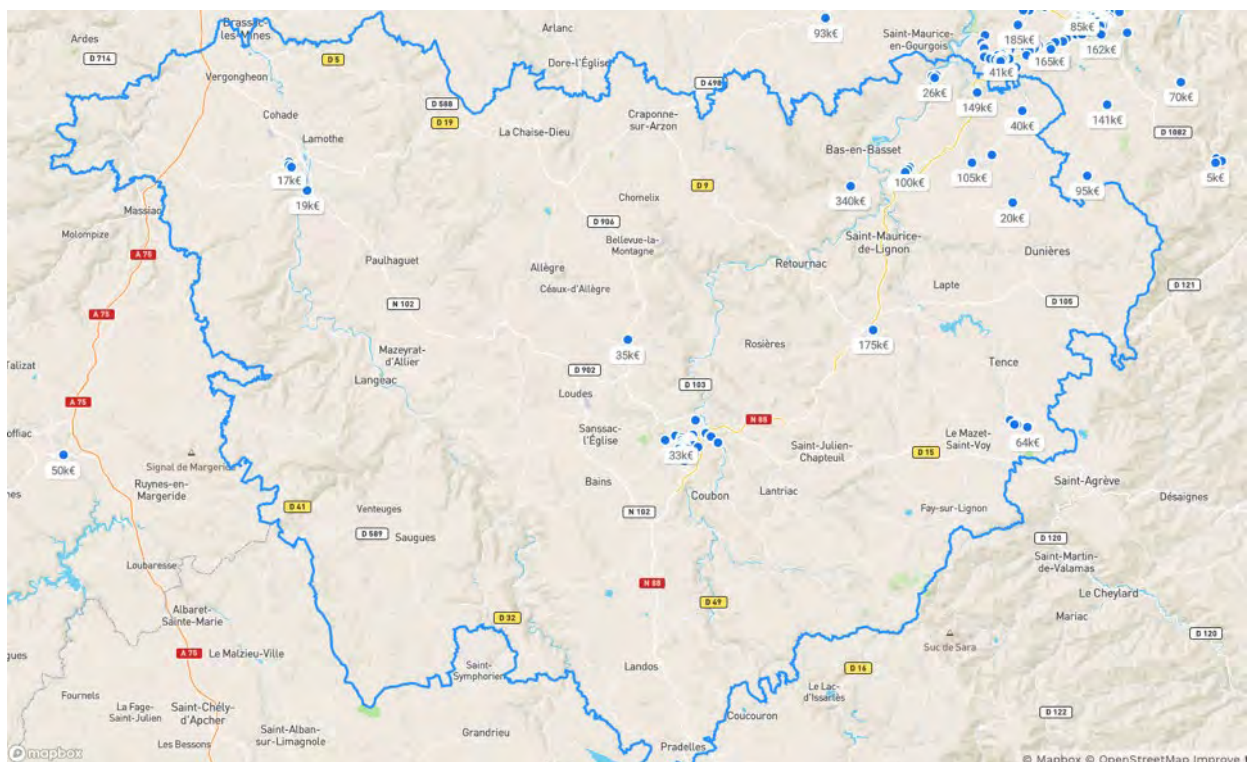 Brassac-
les-Mines
Arlanc
93k€
Saint-Maurice-
en-Gourgois
185k€
85k€
162k€
Ardes
D 714
D 5
Dore-l'Église
165k€
41k€
Vergongheon
D 498
26k€
70k€
D 588
149k€
Cohade
D 19
Craponne-
sur-Arzon
40k€
141k€
La Chaise-Dieu
D 1082
Lamothe
Bas-en-Basset
17k€
100k€
105k€
5k€
D 9
95k€
19k€
Chomelix
340k€
Massiac
20k€
D 906
Molompize
Bellevue-la-
Montagne
Saint-Maurice-
de-Lignon
Dunières
A 75
Paulhaguet
Allègre
Retournac
Céaux-d'Allègre
Lapte
D 121
N 102
D 105
A 75
Rosières
175k€
Mazeyrat-
d'Allier
35k€
Talizat
Tence
Langeac
D 902
D 103
Loudes
A 75
N 88
Sanssac-
l'Église
offiac
Le Mazet-
Saint-Voy
64k€
Saint-Julien-
Chapteuil
D 15
33k€
50k€
Signal de Margeride
Ruynes-en-
Margeride
Bains
Saint-Agrève
Lantriac
Coubon
Désaignes
nes
D 41
Venteuges
N 102
Fay-sur-Lignon
D 589
Saugues
D 120
Loubaresse
Saint-Martin-
de-Valamas
N 88
Le Cheylard
D 49
Albaret-
Sainte-Marie
D 32
Mariac
D 120
Suc de Sara
gues
A 75
Le Malzieu-Ville
Saint-
Symphorien
Landos
D 16
Fournels
Le Lac-
d'Issarlès
La Fage-
Saint-Julien
Saint-Chély-
d'Apcher
D 122
Coucouron
Saint-Alban-
sur-Limagnole
Grandrieu
Les Bessons
Pradelles
mapbox
© Mapbox © OpenStreetMap Improve